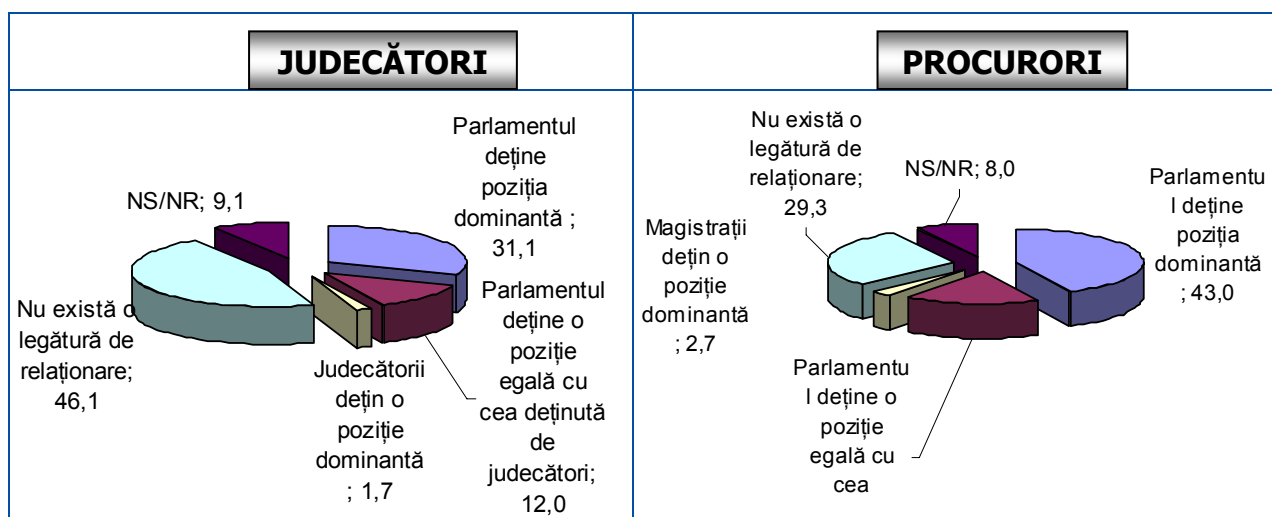 JUDECĂTORI
Parlamentul
deține
poziția
dominantă ;
31,1
NS/NR; 9,1
Nu există o
legătură de
relaționare;
46,1
Judecătorii
dețin o
poziție
dominantă
; 1,7
Parlamentul
deține o
poziție
egală cu
cea deținută
de
judecători;
12,0
PROCURORI
Nu există o
legătură de
relaționare;
29,3
NS/NR; 8,0
Parlamentu
l deține
poziția
dominantă
; 43,0
Magistrații
dețin o
poziție
dominantă
; 2,7
Parlamentu
l deține o
poziție
egală cu
cea